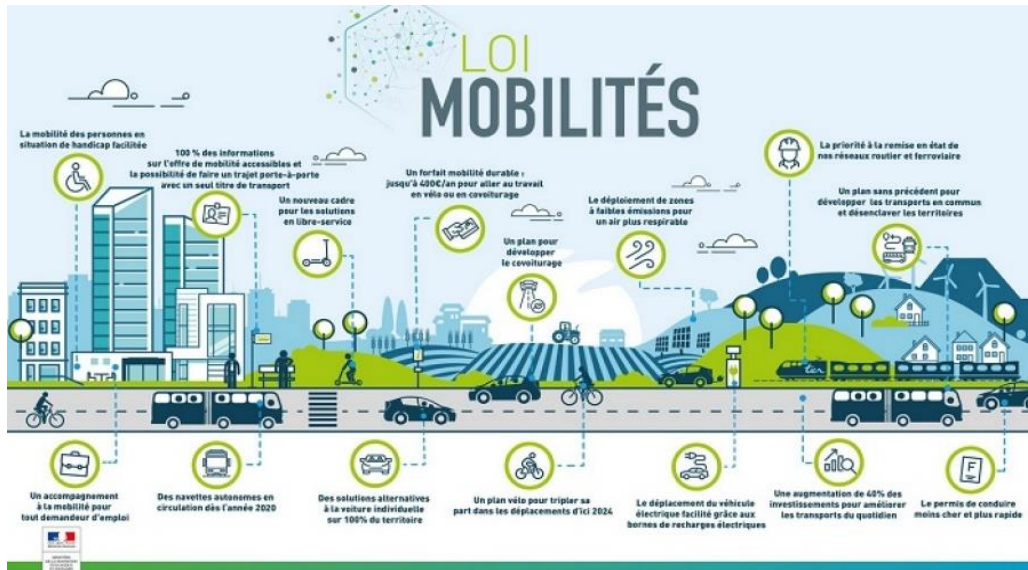 LOI
MOBILITÉS
La mobilité des personnes en
situation de handicap facilitée
100 % des informations
sur l'offre de mobilité accessibles et
la possibilité de faire un trajet porte-à-porte
avec un seul titre de transport
Un nouveau cadre
pour les solutions
en libre-service
Un forfait mobilité durable :
jusqu'à 400€/an pour aller au travail
en vélo ou en covoiturage
Un plan pour
développer
le covoiturage
Le déploiement de zones
à faibles émissions pour
un air plus respirable
La priorité à la remise en état de
nos réseaux routier et ferroviaire
Un plan sans précédent pour
développer les transports en commun
et désenclaver les territoires
ter
Un accompagnement
à la mobilité pour
tout demandeur d'emploi
Des navettes autonomes en
circulation dès l'année 2020
Des solutions alternatives
à la voiture individuelle
sur 100% du territoire
Un plan vélo pour tripler sa
part dans les déplacements d'ici 2024
Le déplacement du véhicule
électrique facilité grâce aux
bornes de recharges électriques
Une augmentation de 40% des
investissements pour améliorer
les transports du quotidien
F
Le permis de conduire
moins cher et plus rapide